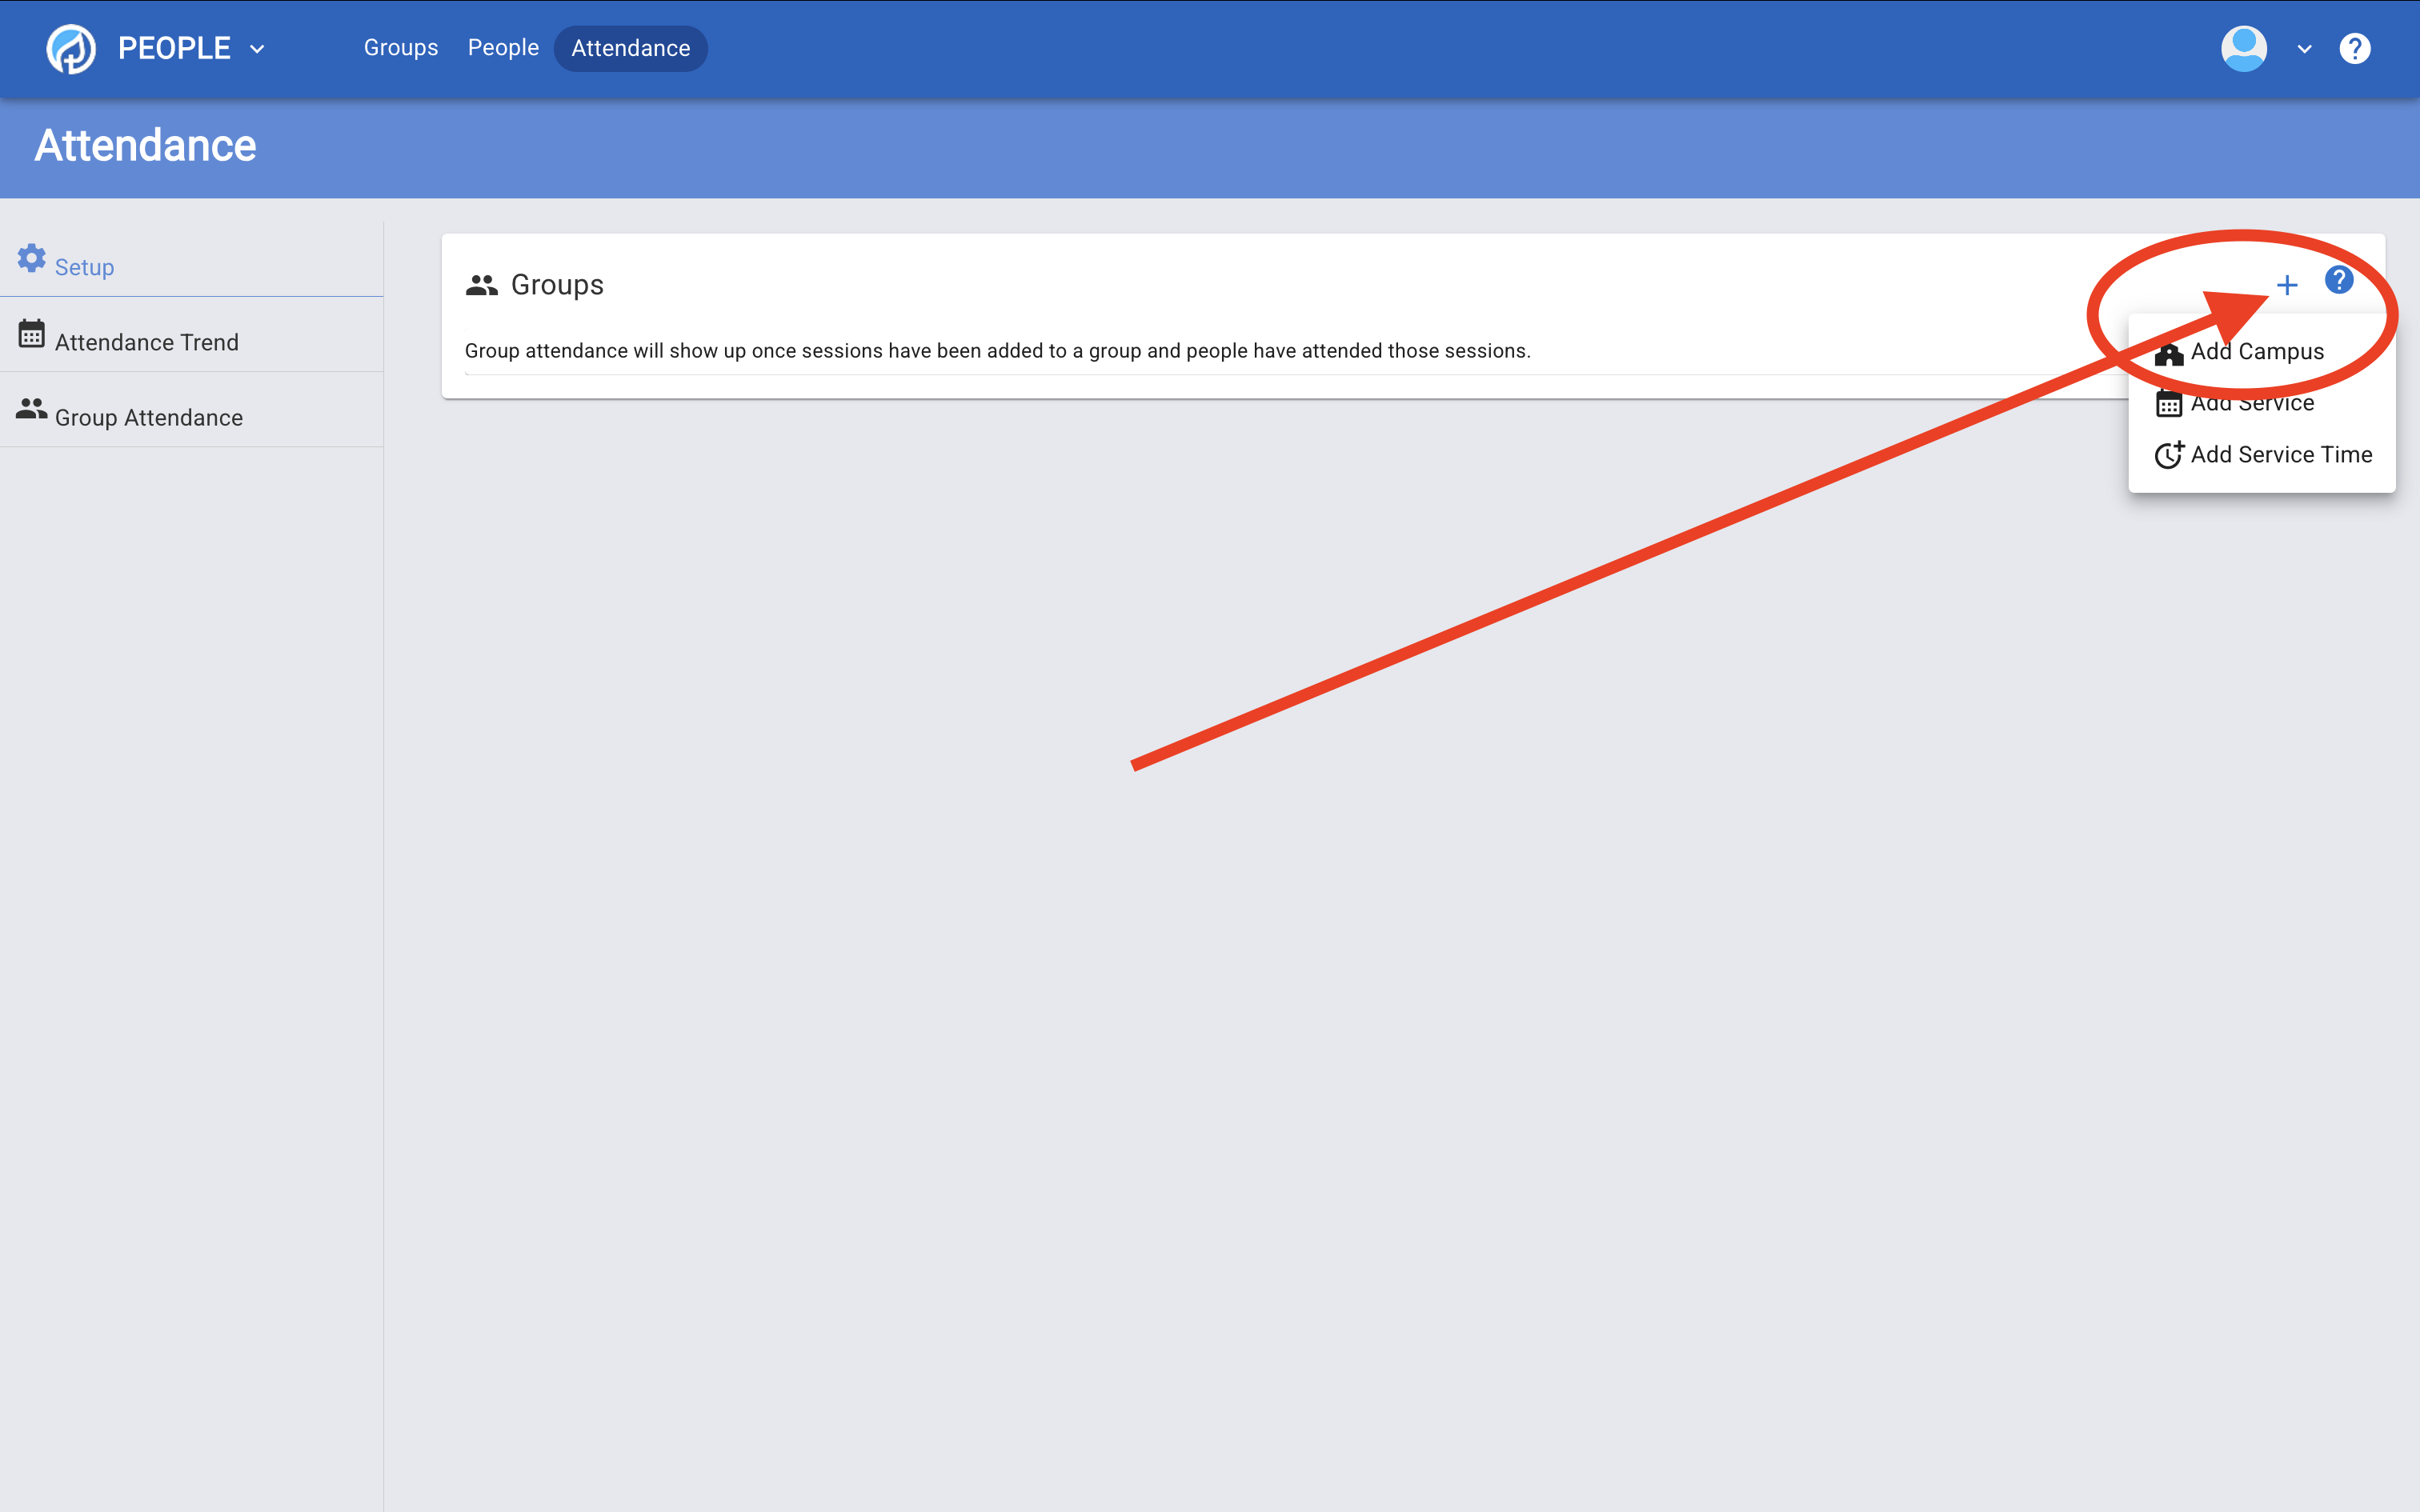 PEOPLE Groups People Attendance
Attendance
Setup
Attendance Trend
Group Attendance
Groups
Group attendance will show up once sessions have been added to a group and people have attended those sessions.
Add Campus
Add Service
Add Service Time